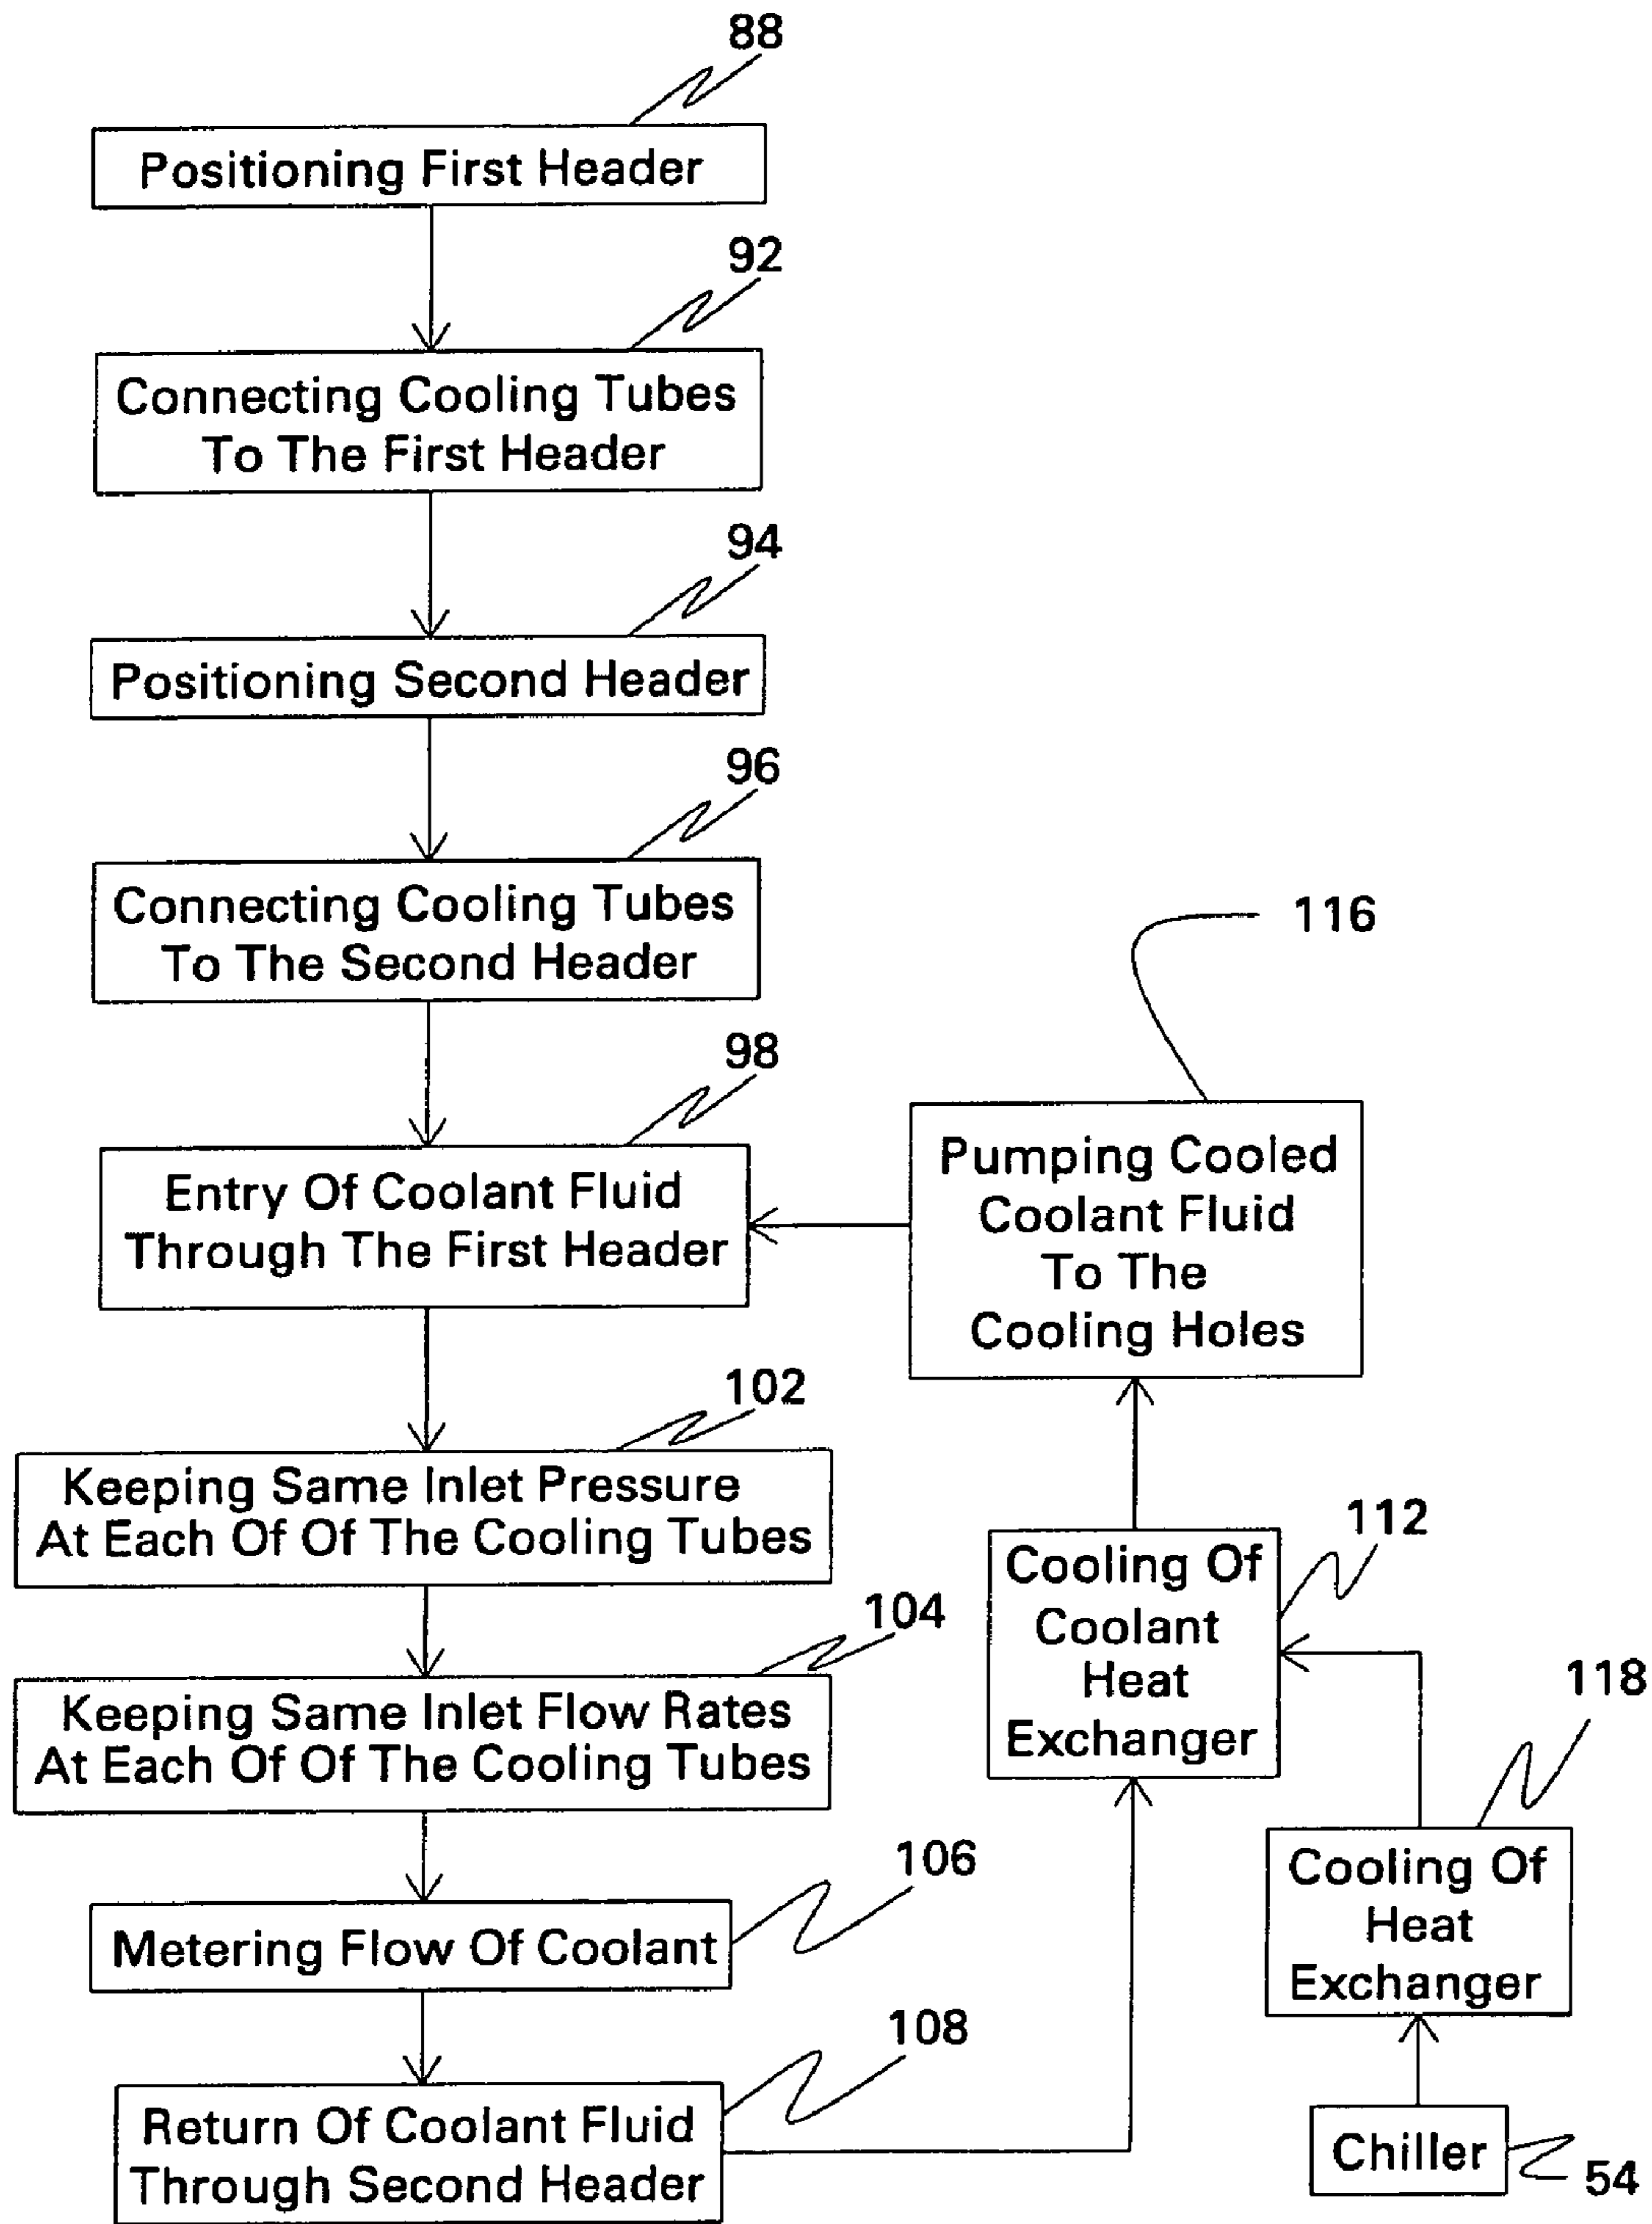 88
Positioning First Header
92
Connecting Cooling Tubes
To The First Header
94
Positioning Second Header
96
Connecting Cooling Tubes
To The Second Header
98
Entry Of Coolant Fluid
Through The First Header
116
Pumping Cooled
Coolant Fluid
To The
Cooling Holes
102
Keeping Same Inlet Pressure
At Each Of Of The Cooling Tubes
104
Keeping Same Inlet Flow Rates
At Each Of Of The Cooling Tubes
112
Cooling Of
Coolant
Heat
Exchanger
118
Cooling Of
Heat
Exchanger
106
Metering Flow Of Coolant
108
Return Of Coolant Fluid
Through Second Header
Chiller
54